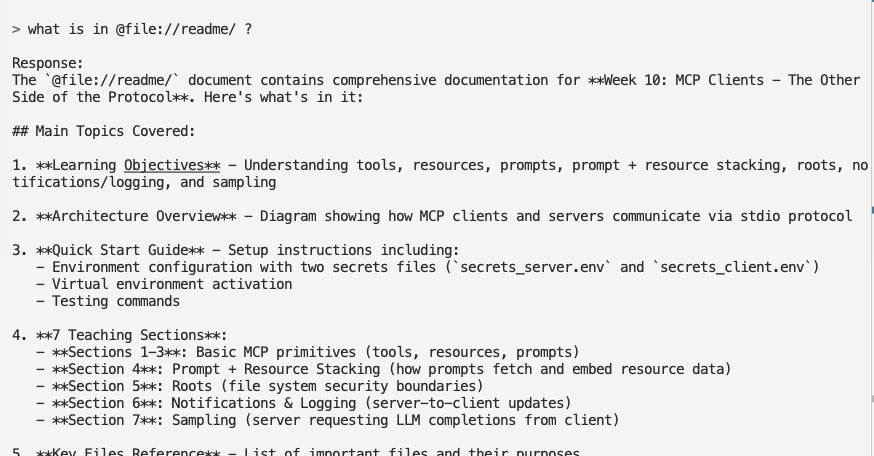 > what is in @file://readme/ ?
Response:
The `@file://readme/` document contains comprehensive documentation for **Week 10: MCP Clients – The Other
Side of the Protocol**. Here's what's in it:
## Main Topics Covered:
1. **Learning Objectives** – Understanding tools, resources, prompts, prompt + resource stacking, roots, no
tifications/logging, and sampling
2. **Architecture Overview** – Diagram showing how MCP clients and servers communicate via stdio protocol
3. **Quick Start Guide** – Setup instructions including:
- Environment configuration with two secrets files (`secrets_server.env` and `secrets_client.env`)
- Virtual environment activation
- Testing commands
4. **7 Teaching Sections**:
- **Sections 1–3**: Basic MCP primitives (tools, resources, prompts)
- **Section 4**: Prompt + Resource Stacking (how prompts fetch and embed resource data)
- **Section 5**: Roots (file system security boundaries)
- **Section 6**: Notifications & Logging (server-to-client updates)
- **Section 7**: Sampling (server requesting LLM completions from client)
5. **Key Files Reference** – List of important files and their purposes